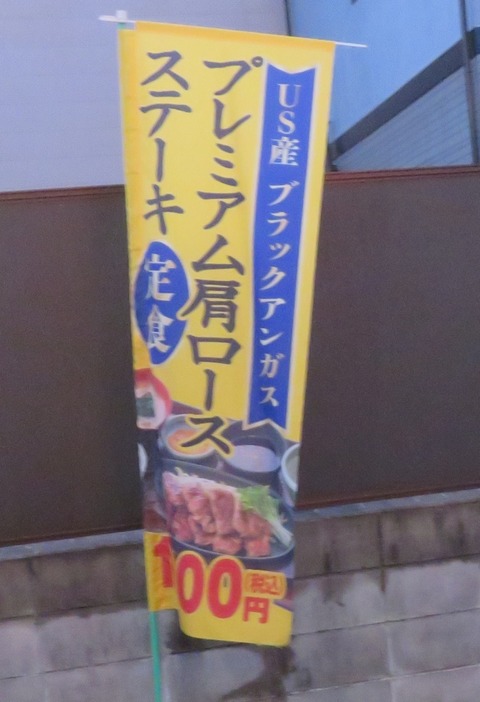 US産 ブラックアンガス
プレミアム肩ロース
ステーキ
定食
100円
(税込)